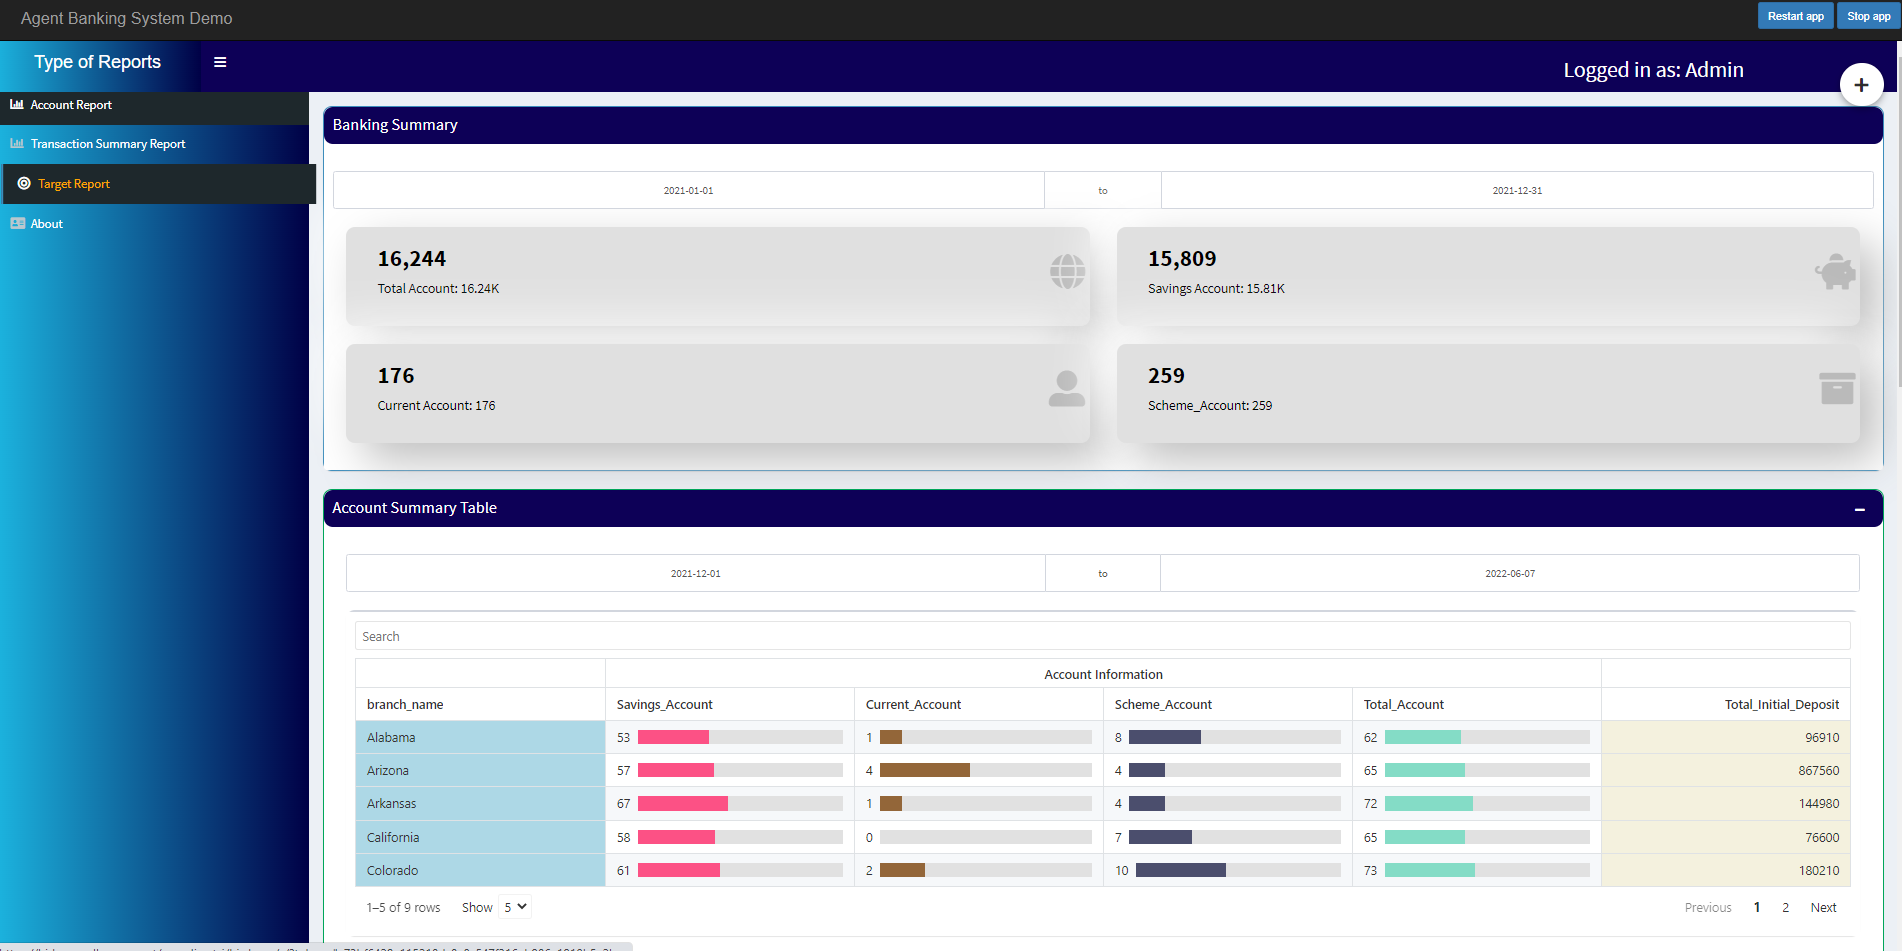 Agent Banking System Demo
Restart app
Stop app
Type of Reports
Logged in as: Admin
Account Report
Transaction Summary Report
Target Report
About
Banking Summary
2021-01-01 to 2021-12-31
16,244
Total Account: 16.24K
15,809
Savings Account: 15.81K
176
Current Account: 176
259
Scheme_Account: 259
Account Summary Table
2021-12-01 to 2022-06-07
Search
Account Information
branch_name Savings_Account Current_Account Scheme_Account Total_Account Total_Initial_Deposit
Alabama 53 1 8 62 96910
Arizona 57 4 4 65 867560
Arkansas 67 1 4 72 144980
California 58 0 7 65 76600
Colorado 61 2 10 73 180210
1–5 of 9 rows Show 5 Previous 1 2 Next